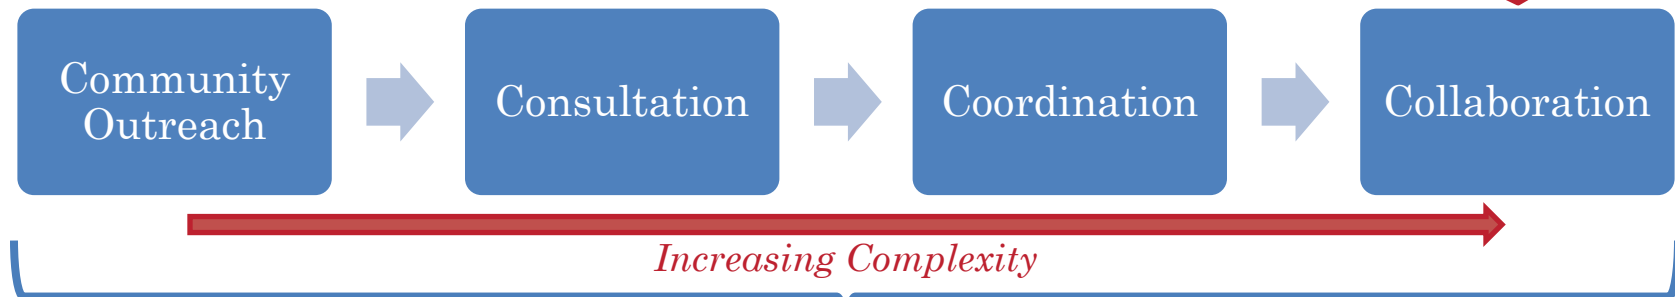 Community
Outreach
Consultation
Coordination
Collaboration
Increasing Complexity